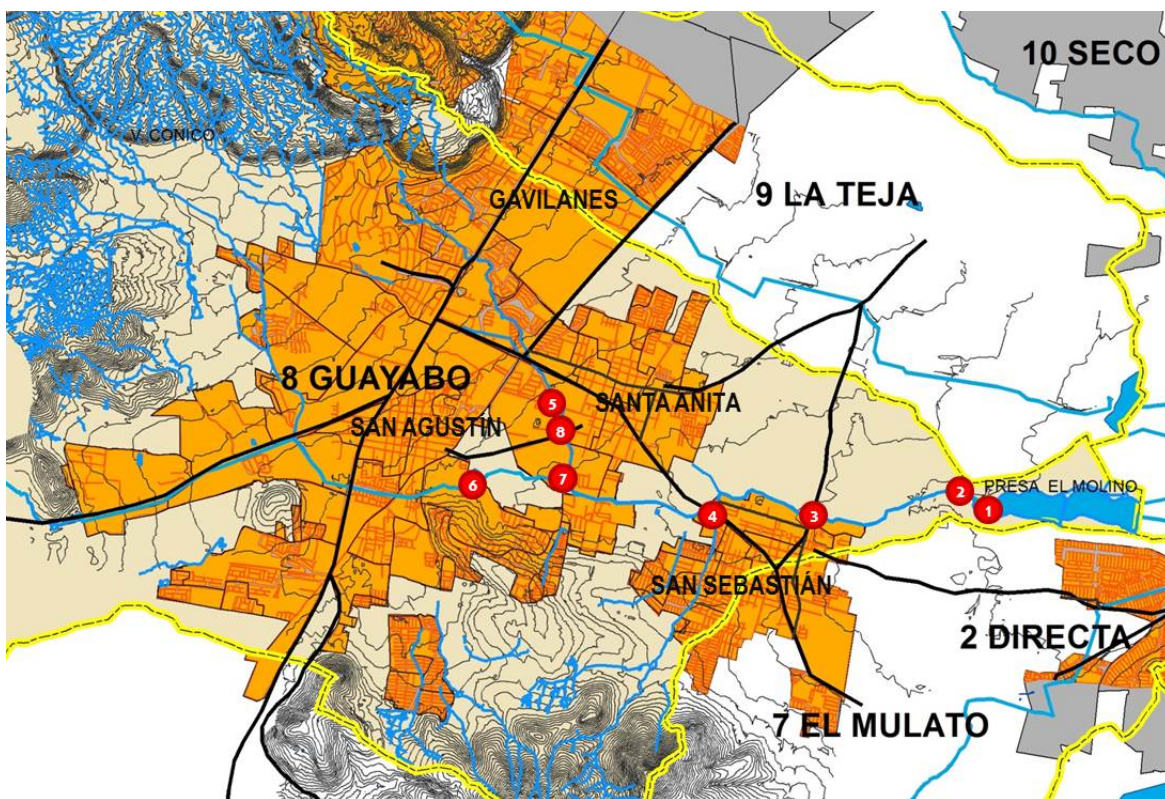 10 SECO
V. CONICO
GAVILANES
9 LA TEJA
8 GUAYABO
SAN AGUSTIN
SANTA ANITA
5
8
6
7
2
PRESA EL MOLINO
1
4
3
SAN SEBASTIÁN
2 DIRECTA
7 EL MULATO